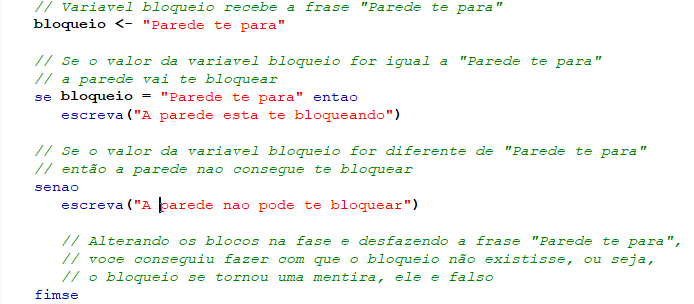 // Variavel bloqueio recebe a frase "Parede te para"
bloqueio <- "Parede te para"
// Se o valor da variavel bloqueio for igual a "Parede te para"
// a parede vai te bloquear
se bloqueio = "Parede te para" entao
escreva("A parede esta te bloqueando")
// Se o valor da variavel bloqueio for diferente de "Parede te para"
// então a parede nao consegue te bloquear
senao
escreva("A parede nao pode te bloquear")
// Alterando os blocos na fase e desfazendo a frase "Parede te para",
// voce conseguiu fazer com que o bloqueio não existisse, ou seja,
// o bloqueio se tornou uma mentira, ele e falso
fimse